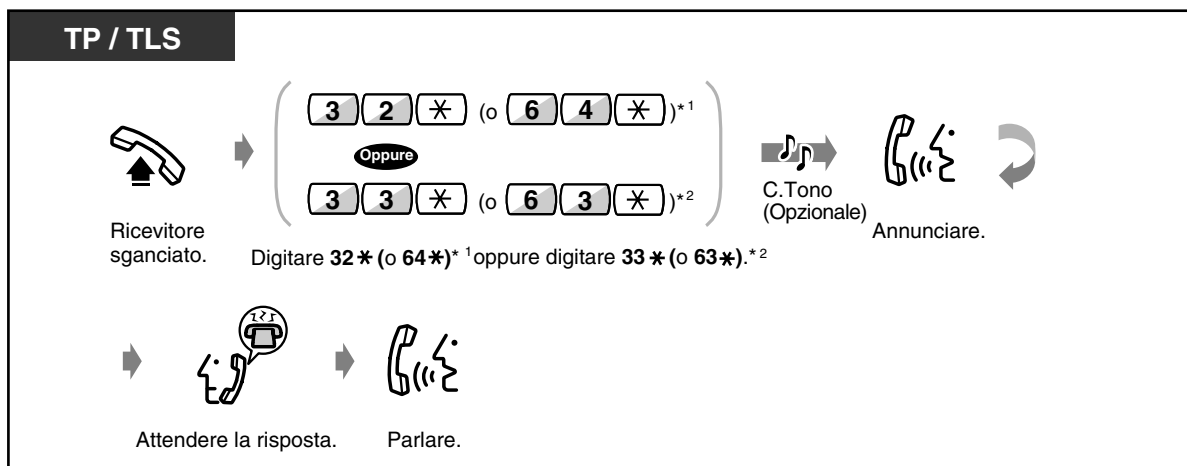 TP / TLS
3 2 ✳ (o 6 4 ✳)*1
Oppure
3 3 ✳ (o 6 3 ✳)*2
C.Tono
(Opzionale)
Annunciare.
Ricevitore
sganciato.
Digitare 32✳ (o 64✳)* 1 oppure digitare 33✳ (o 63✳).* 2
Attendere la risposta.
Parlare.